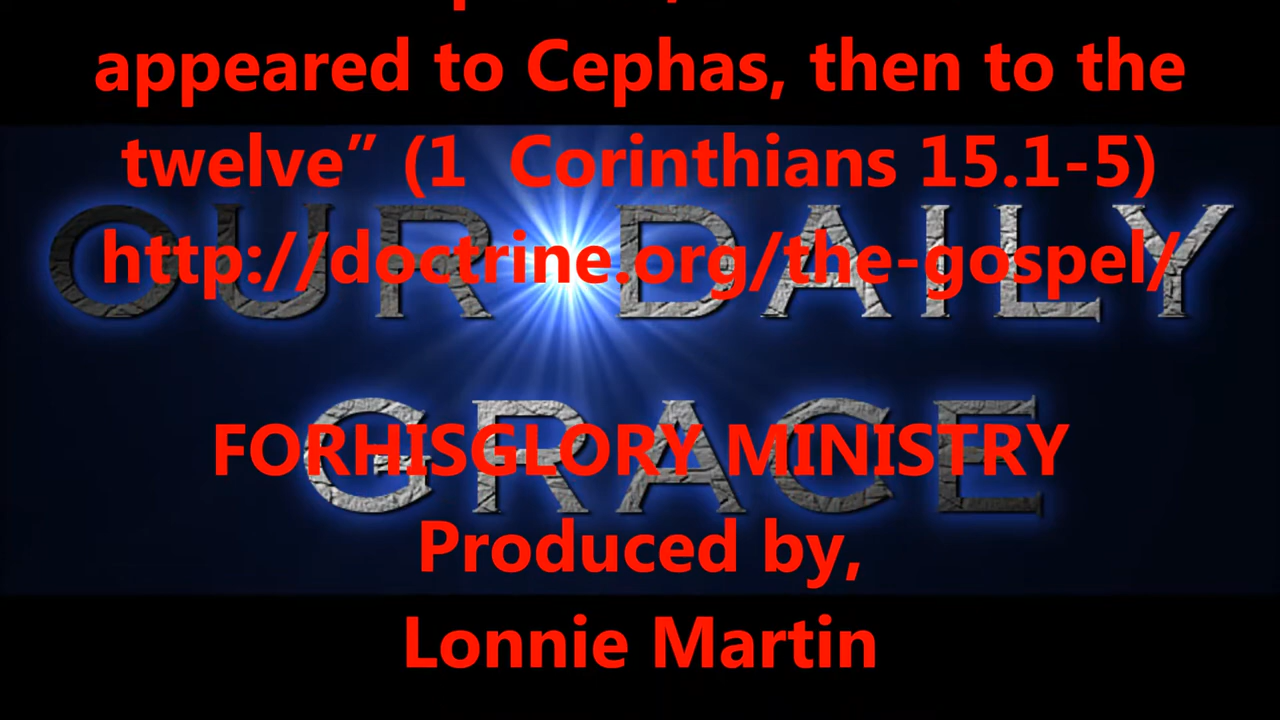 appeared to Cephas, then to the
twelve” (1 Corinthians 15.1-5)
OUR DAILY
http://doctrine.org/the-gospel/
GRACE
FORHISGLORY MINISTRY
Produced by,
Lonnie Martin